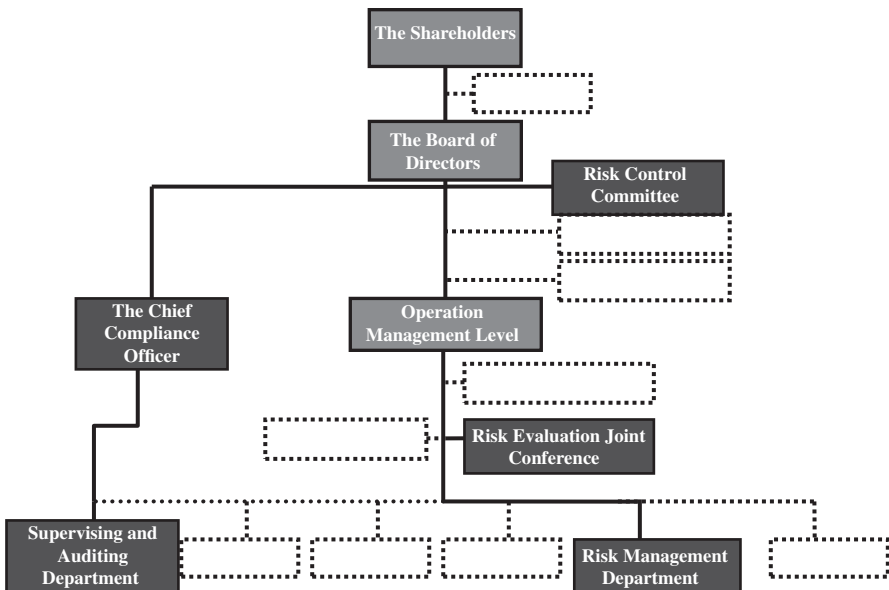 The Shareholders
The Board of
Directors
Risk Control
Committee
The Chief
Compliance
Officer
Operation
Management Level
Risk Evaluation Joint
Conference
Supervising and
Auditing
Department
Risk Management
Department